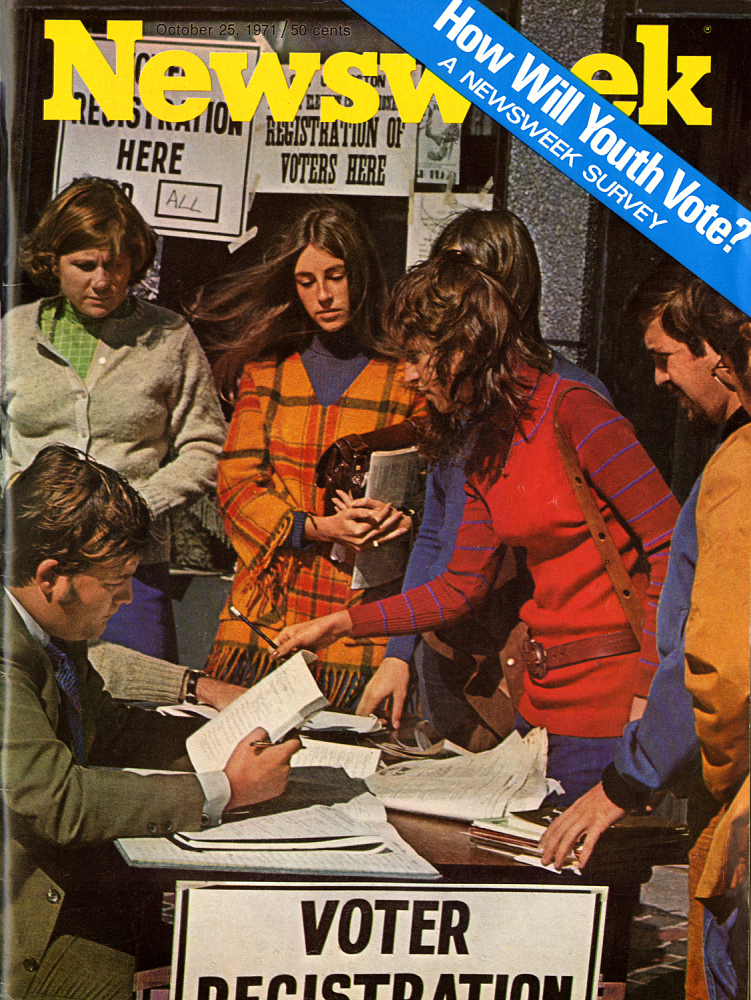 October 25, 1971 / 50 cents
Newsweek
®
How Will Youth Vote?
A NEWSWEEK SURVEY
REGISTRATION
HERE
ALL
REGISTRATION OF
VOTERS HERE
VOTER
REGISTRATION